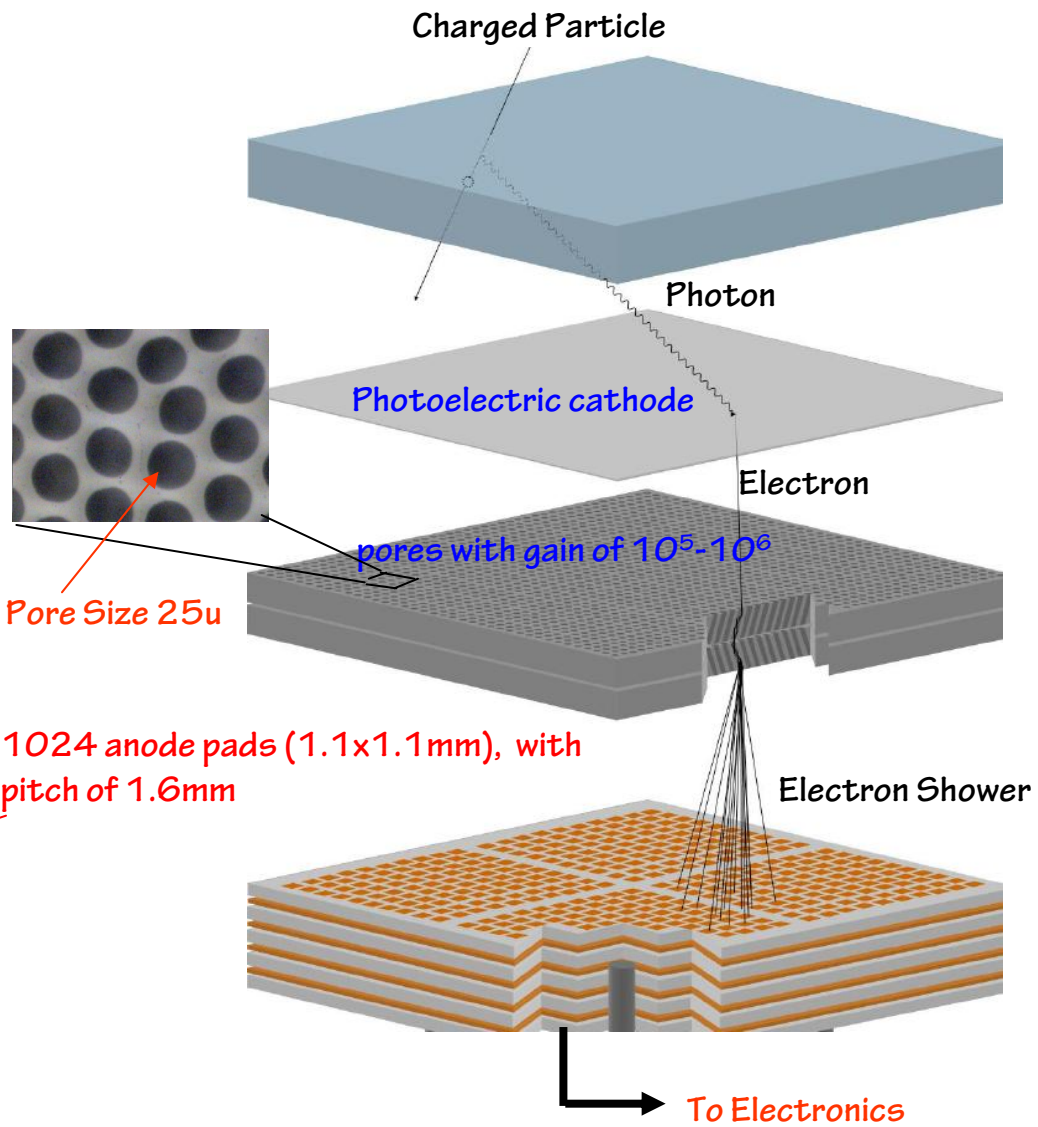 Charged Particle
Photon
Photoelectric cathode
Electron
pores with gain of 10⁵-10⁶
Pore Size 25u
1024 anode pads (1.1x1.1mm), with
pitch of 1.6mm
Electron Shower
To Electronics